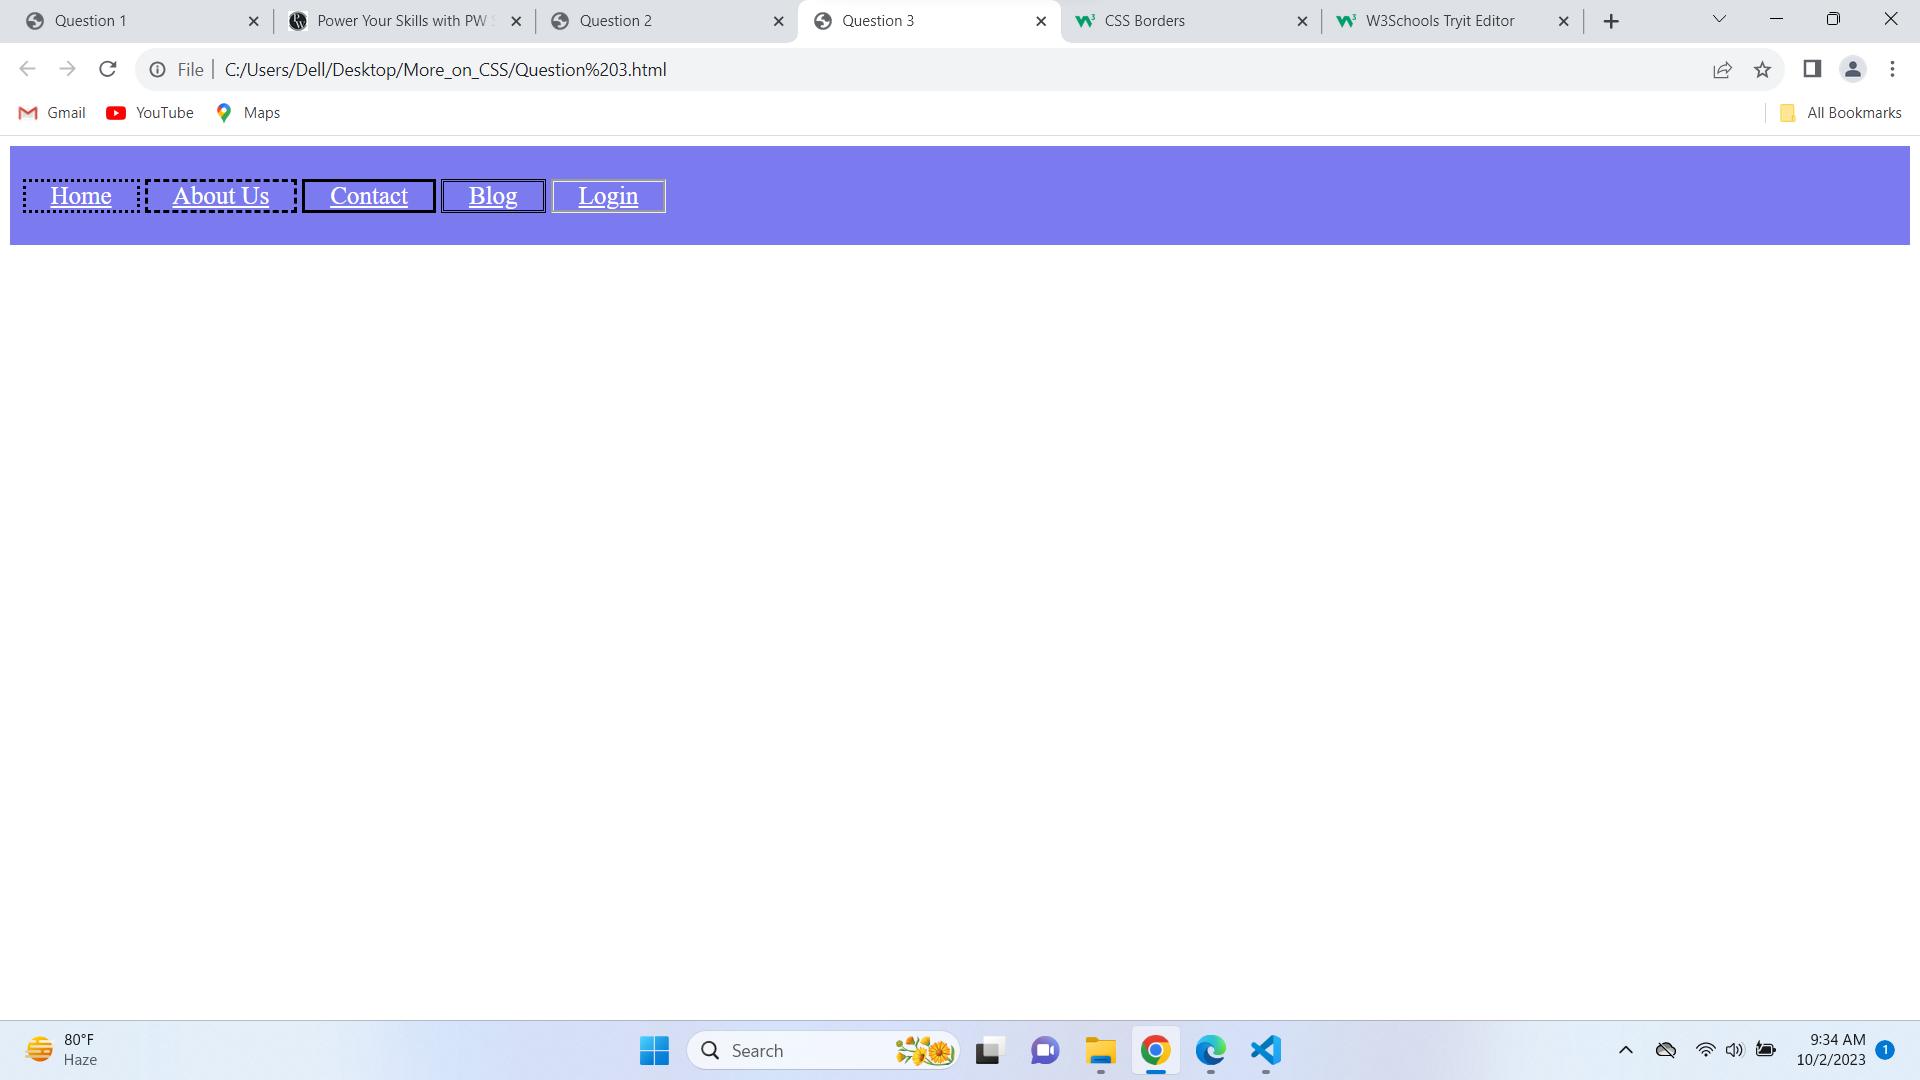 Question 1
Power Your Skills with PW
Question 2
Question 3
CSS Borders
W3Schools Tryit Editor
File
C:/Users/Dell/Desktop/More_on_CSS/Question%203.html
Gmail
YouTube
Maps
All Bookmarks
Home
About Us
Contact
Blog
Login
80°F
Haze
Search
9:34 AM
10/2/2023
1